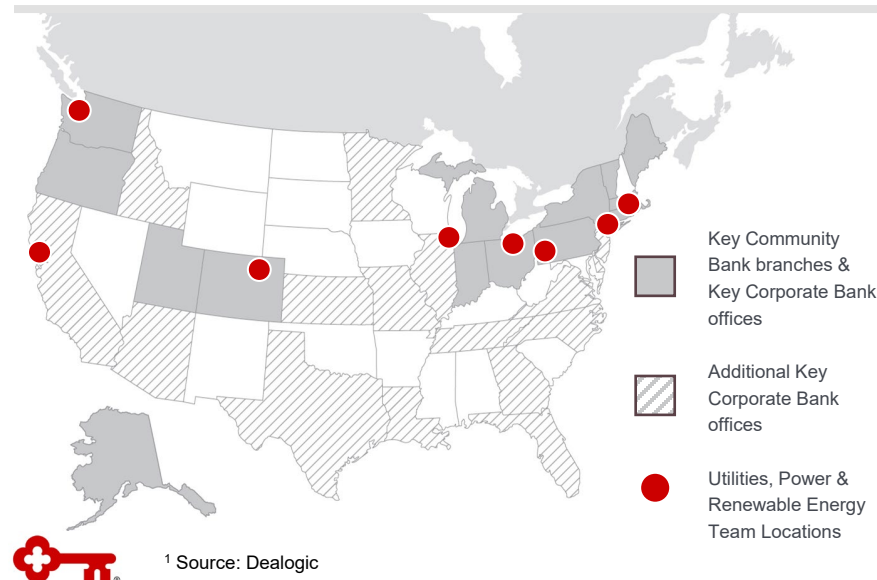 Key Community
Bank branches &
Key Corporate Bank
offices
Additional Key
Corporate Bank
offices
Utilities, Power &
Renewable Energy
Team Locations
®
¹ Source: Dealogic